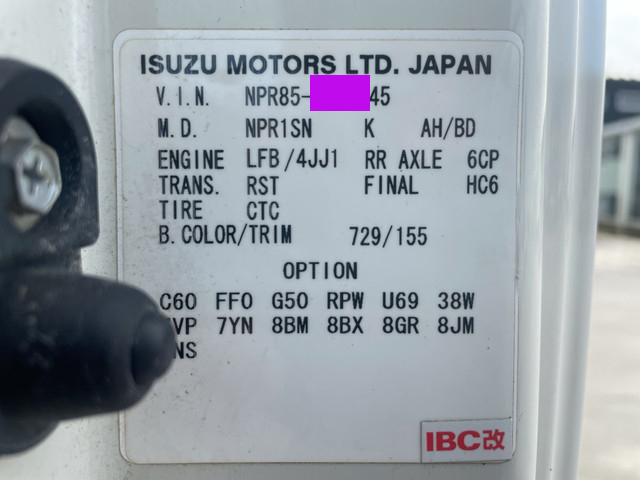 ISUZU MOTORS LTD. JAPAN
V.I.N. NPR85- 45
M.D. NPR1SN K AH/BD
ENGINE LFB/4JJ1 RR AXLE 6CP
TRANS. RST FINAL HC6
TIRE CTC
B.COLOR/TRIM 729/155
OPTION
C60 FF0 G50 RPW U69 38W
7YN 8BM 8BX 8GR 8JM
IBC改